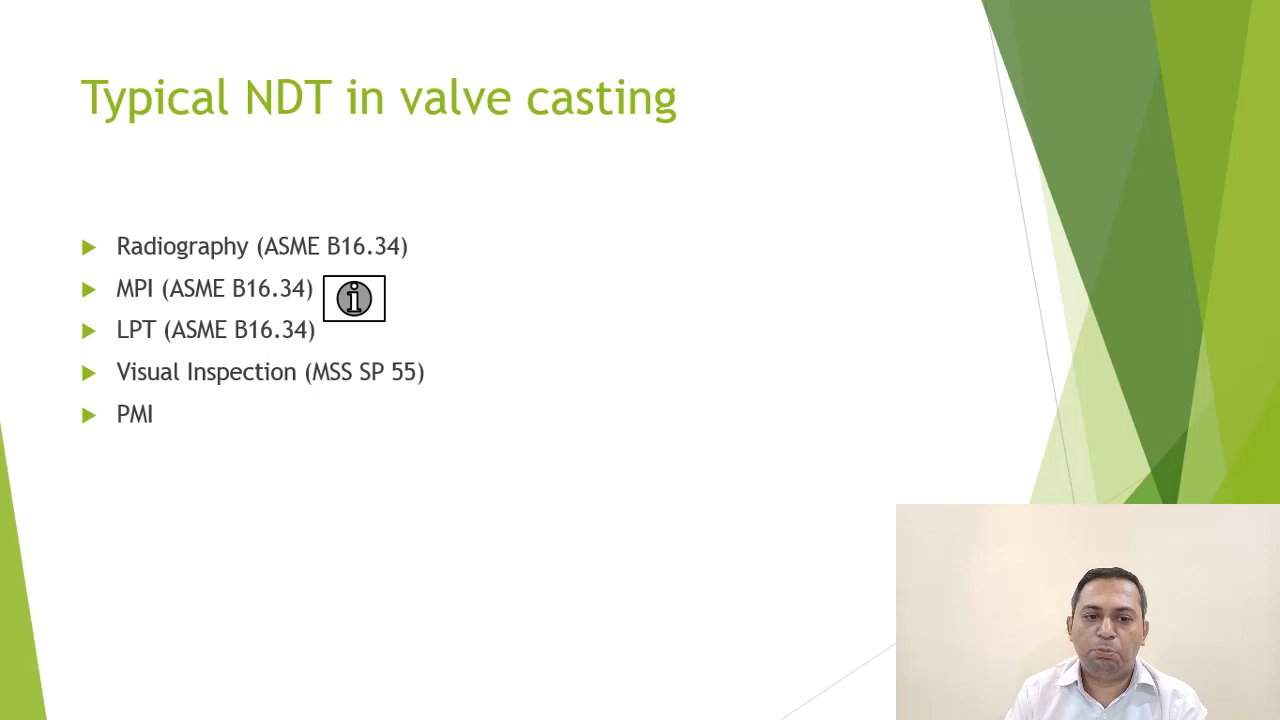 Typical NDT in valve casting
Radiography (ASME B16.34)
MPI (ASME B16.34)
LPT (ASME B16.34)
Visual Inspection (MSS SP 55)
PMI